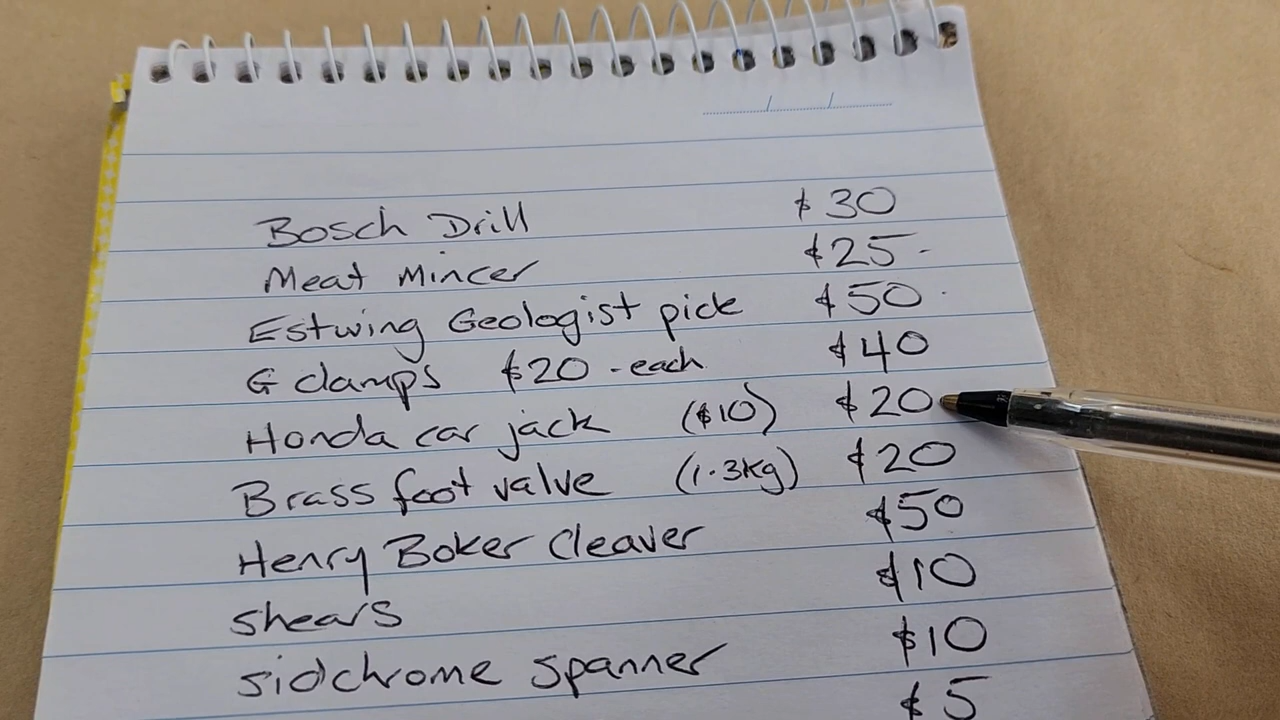 Bosch Drill $30
Meat Mincer $25-
Estwing Geologist pick $50
G clamps $20 - each $40
Honda car jack ($10) $20
Brass foot valve (1.3kg) $20
Henry Boker Cleaver $50
shears $10
sidchrome spanner $10
$5